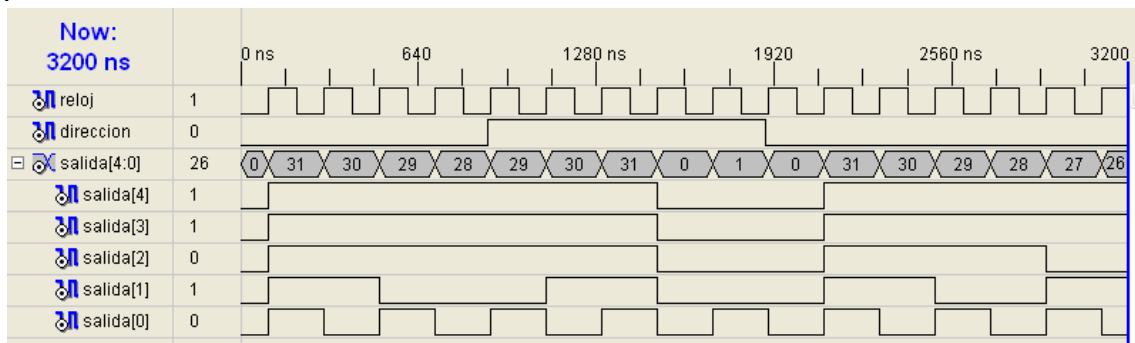 Now:
3200 ns
0 ns 640 1280 ns 1920 2560 ns 3200
reloj 1
direccion 0
salida[4:0] 26 0 31 30 29 28 29 30 31 0 1 0 31 30 29 28 27 26
salida[4] 1
salida[3] 1
salida[2] 0
salida[1] 1
salida[0] 0